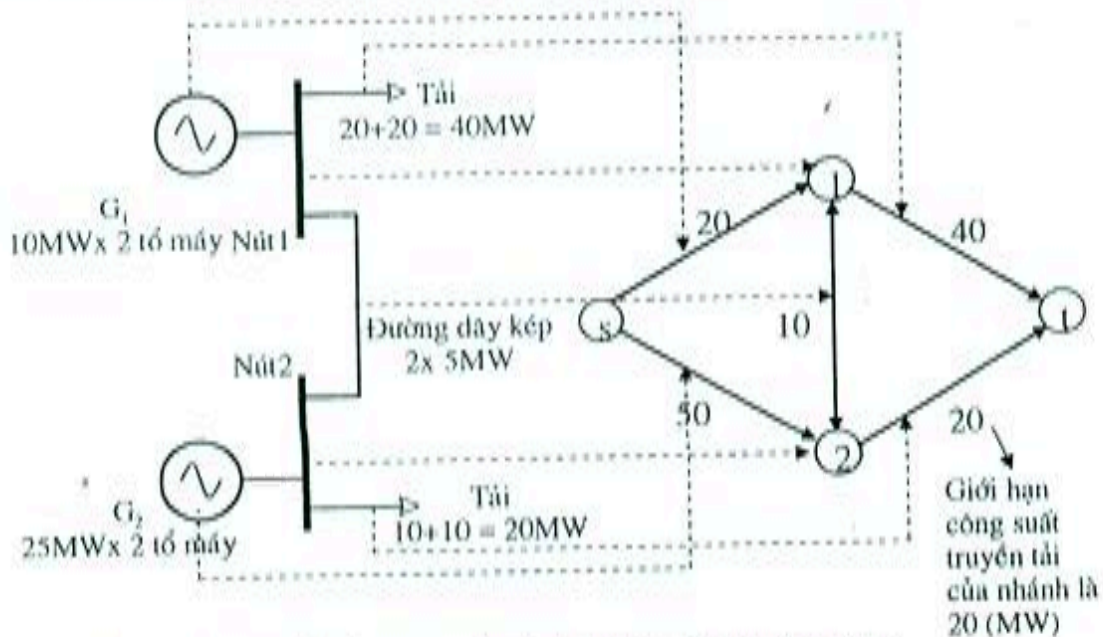 Tải
20+20 = 40MW
G₁
10MWx 2 tổ máy Nút1
Đường dây kép
2x 5MW
Nút2
G₂
25MWx 2 tổ máy
Tải
10+10 = 20MW
1
20
40
s
10
t
50
2
20
Giới hạn
công suất
truyền tải
của nhánh là
20 (MW)